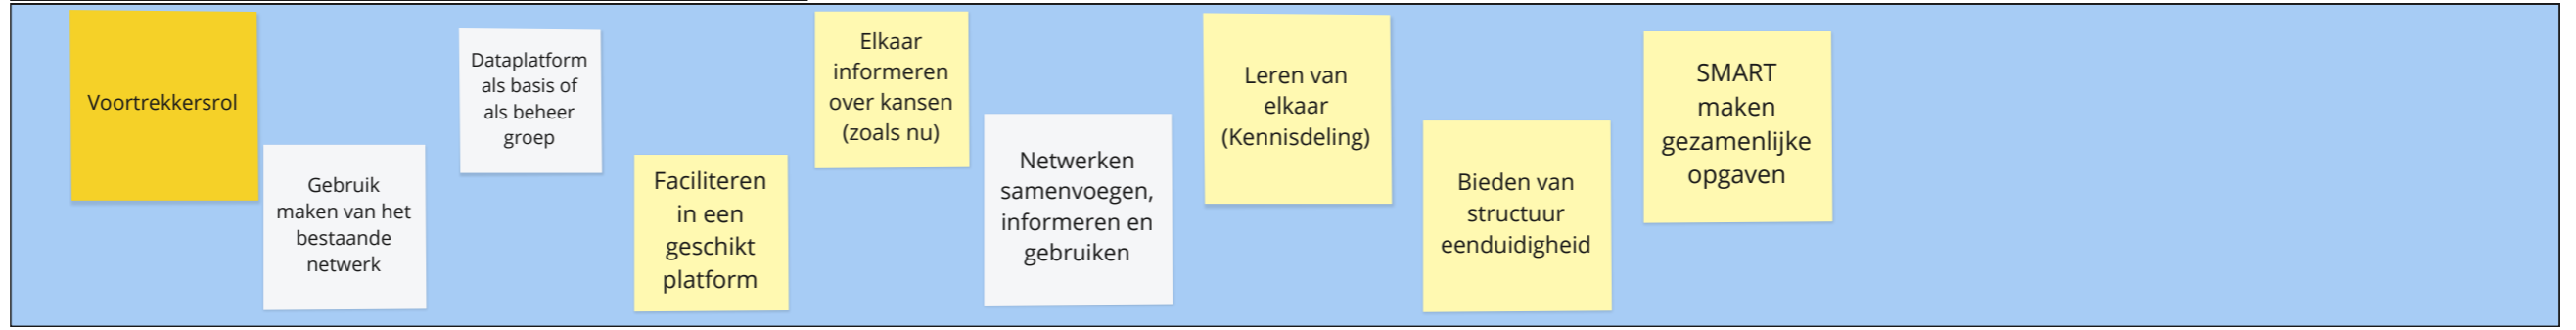 Voortrekkersrol
Gebruik
maken van het
bestaande
netwerk
Dataplatform
als basis of
als beheer
groep
Faciliteren
in een
geschikt
platform
Elkaar
informeren
over kansen
(zoals nu)
Netwerken
samenvoegen,
informeren en
gebruiken
Leren van
elkaar
(Kennisdeling)
Bieden van
structuur
eenduidigheid
SMART
maken
gezamenlijke
opgaven